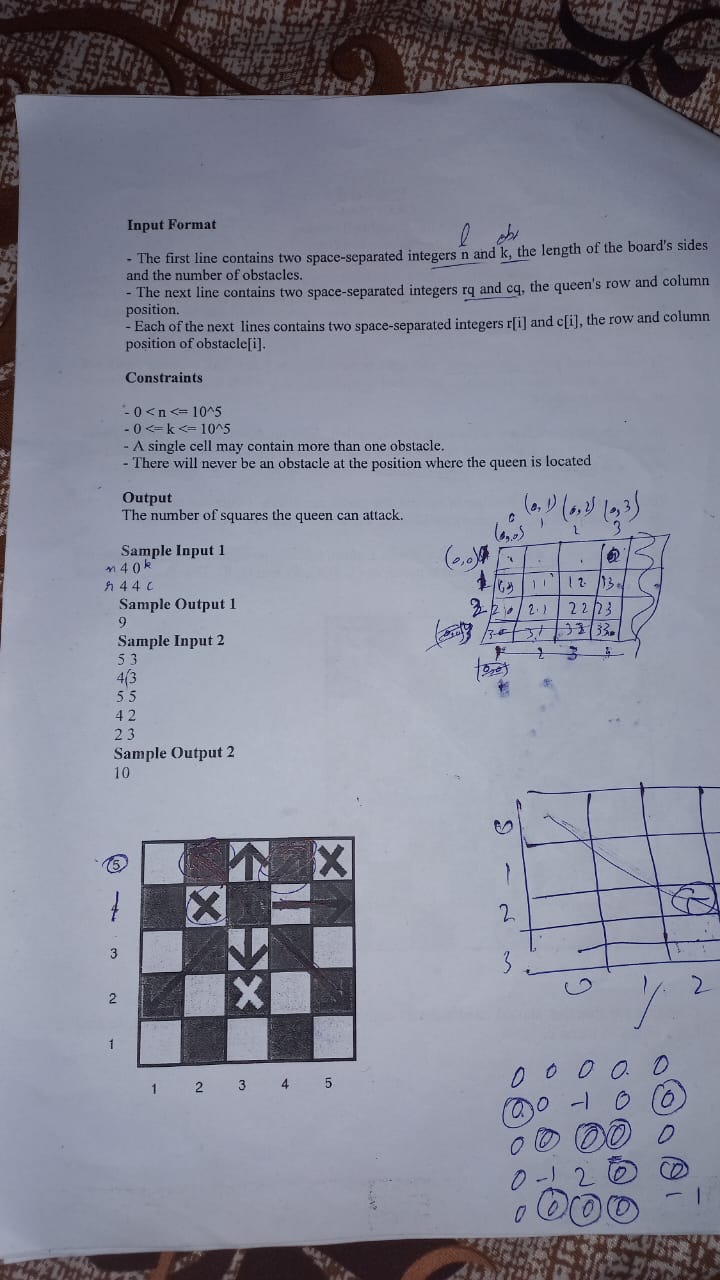 Input Format
l obs
- The first line contains two space-separated integers n and k, the length of the board's sides
and the number of obstacles.
- The next line contains two space-separated integers rq and cq, the queen's row and column
position.
- Each of the next lines contains two space-separated integers r[i] and c[i], the row and column
position of obstacle[i].
Constraints
- 0 < n <= 10^5
- 0 <= k <= 10^5
- A single cell may contain more than one obstacle.
- There will never be an obstacle at the position where the queen is located
Output
The number of squares the queen can attack.
Sample Input 1
n 4 0 k
r 4 4 c
Sample Output 1
9
Sample Input 2
5 3
4 3
5 5
4 2
2 3
Sample Output 2
10
(0,1) (0,2) (0,3)
(0,0) 1 2 3
(0,0)
1 11 12 13
2 20 21 22 23
31 32 33
2 3
5 X
4 X
3
2 X
1
1 2 3 4 5
0
1
2
3
0 1 2
0 0 0 0 0
0 0 -1 0 0
0 0 0 0 0
0 -1 2 0 0
0 0 0 0 -1